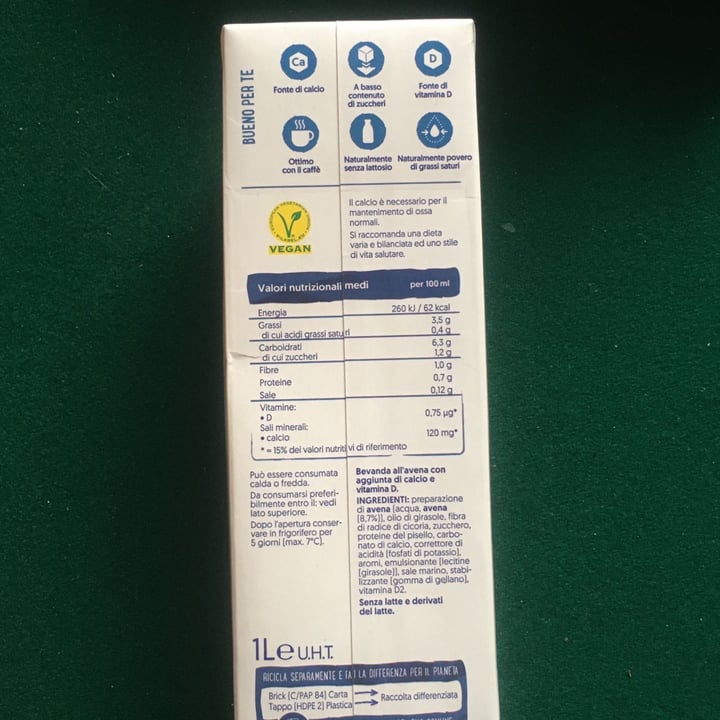 BUENO PER TE
Ca
D
Fonte di calcio
A basso
contenuto
di zuccheri
Fonte di
vitamina D
Ottimo
con il caffè
Naturalmente
senza lattosio
Naturalmente povero
di grassi saturi
VEGAN
Il calcio è necessario per il
mantenimento di ossa
normali.
Si raccomanda una dieta
varia e bilanciata ed uno stile
di vita salutare.
Valori nutrizionali medi per 100 ml
Energia 260 kJ / 62 kcal
Grassi 3,5 g
di cui acidi grassi saturi 0,4 g
Carboidrati 6,3 g
di cui zuccheri 1,2 g
Fibre 1,0 g
Proteine 0,7 g
Sale 0,12 g
Vitamine:
• D 0,75 µg*
Sali minerali:
• calcio 120 mg*
* = 15% dei valori nutritivi di riferimento
Può essere consumata
calda o fredda.
Da consumarsi preferi-
bilmente entro il: vedi
lato superiore.
Dopo l'apertura conser-
vare in frigorifero per
5 giorni (max. 7°C).
Bevanda all'avena con
aggiunta di calcio e
vitamina D.
INGREDIENTI: preparazione
di avena [acqua, avena
(8,7%)], olio di girasole, fibra
di radice di cicoria, zucchero,
proteine del pisello, carbo-
nato di calcio, correttore di
acidità (fosfati di potassio),
aromi, emulsionante [lecitine
(girasole)], sale marino, stabi-
lizzante (gomma di gellano),
vitamina D2.
Senza latte e derivati
del latte.
1L e U.H.T.
RICICLA SEPARATAMENTE E FAI LA DIFFERENZA PER IL PIANETA
Brick (C/PAP 84) Carta
Tappo (HDPE 2) Plastica
Raccolta differenziata